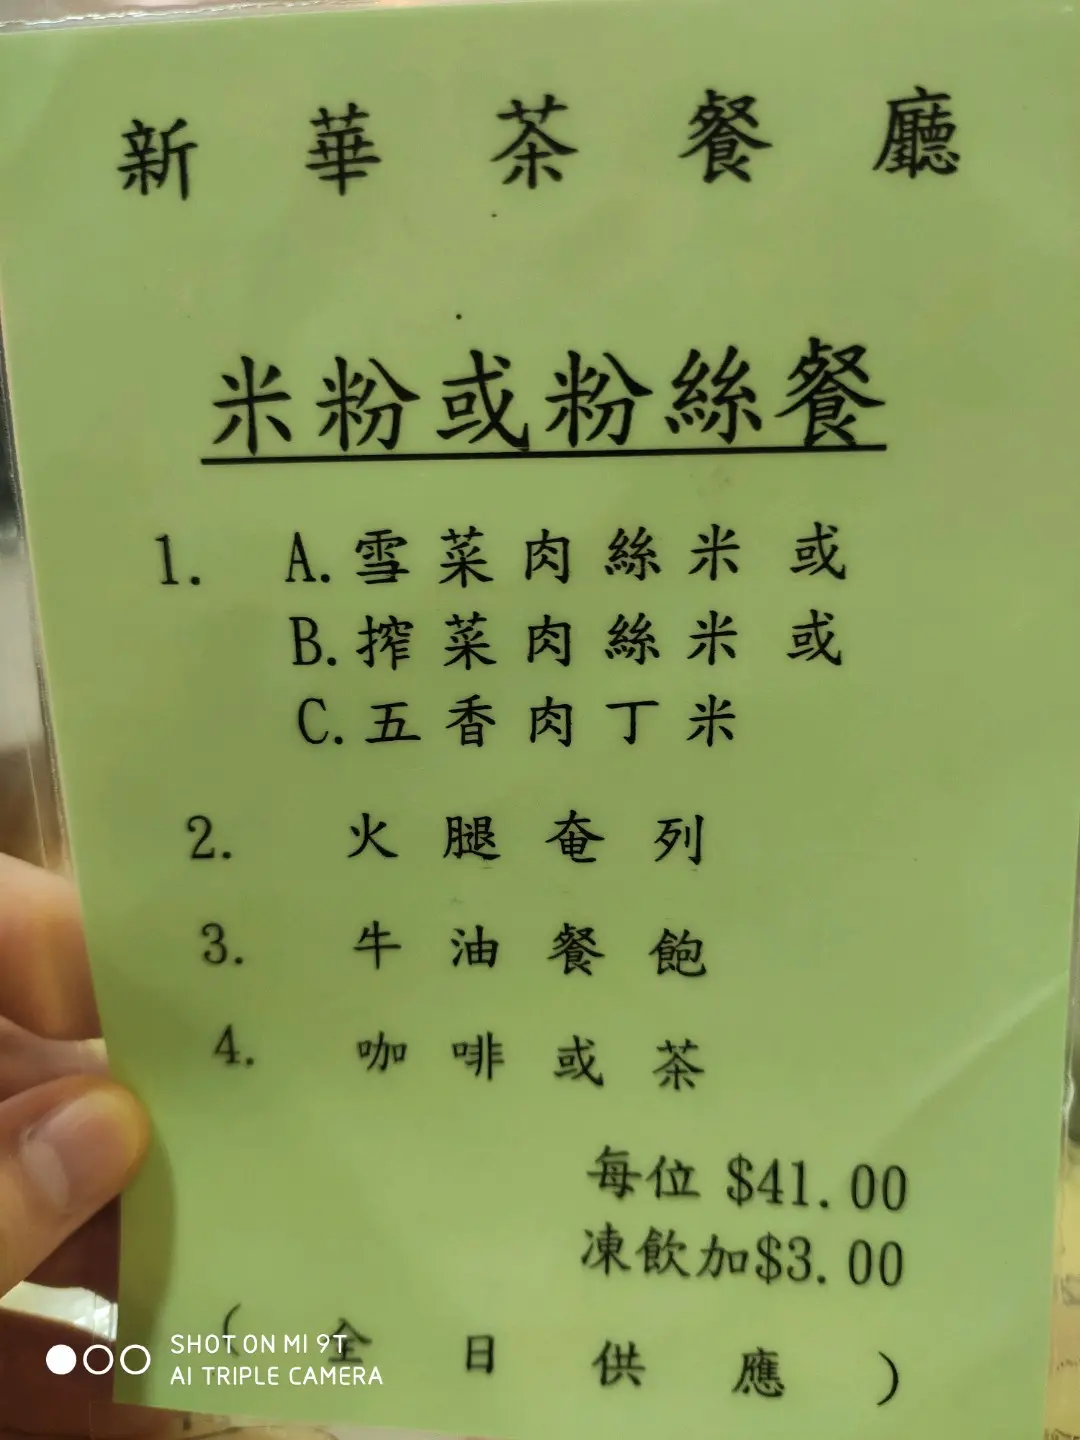 新華茶餐廳
米粉或粉絲餐
1. A.雪菜肉絲米 或
B.搾菜肉絲米 或
C.五香肉丁米
2. 火腿奄列
3. 牛油餐飽
4. 咖啡或茶
每位 $41.00
凍飲加$3.00
(全日供應)
SHOT ON MI 9T
AI TRIPLE CAMERA